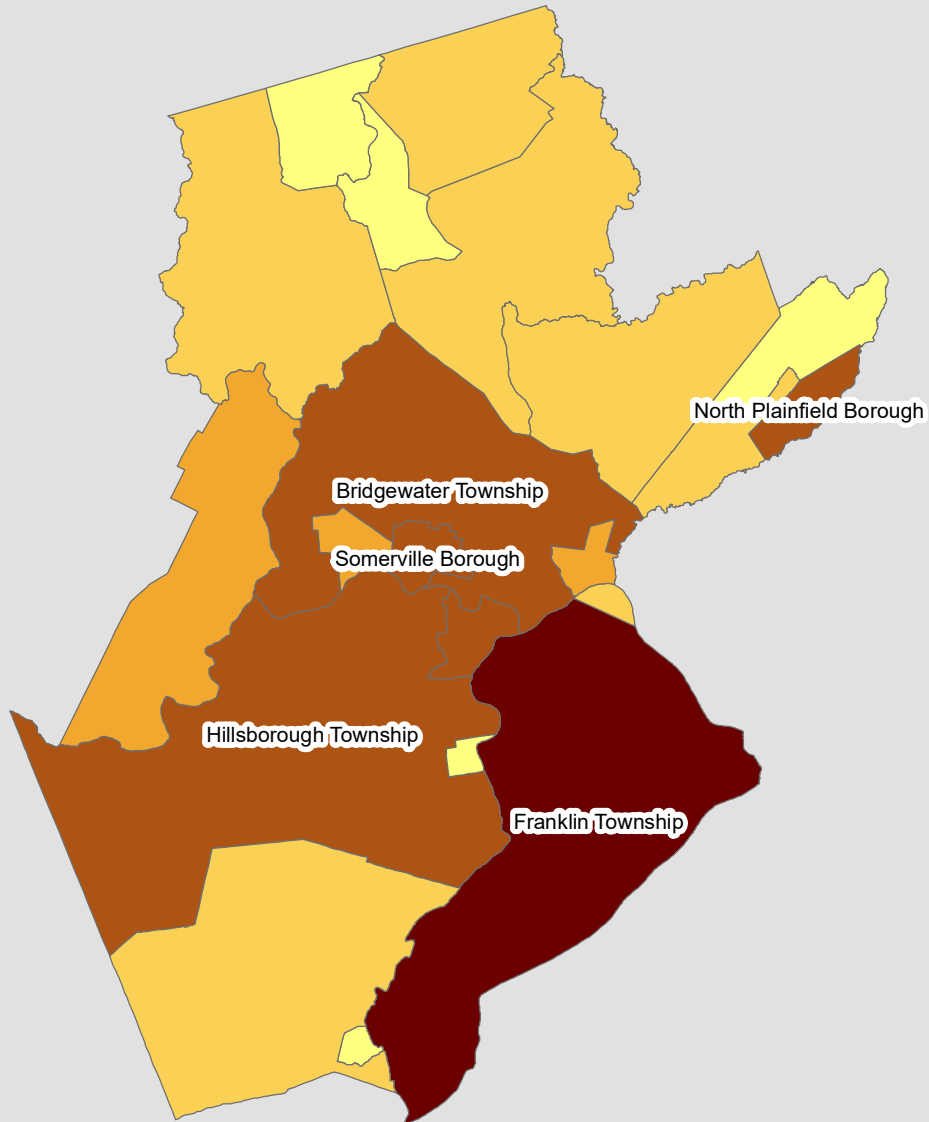 North Plainfield Borough
Bridgewater Township
Somerville Borough
Hillsborough Township
Franklin Township